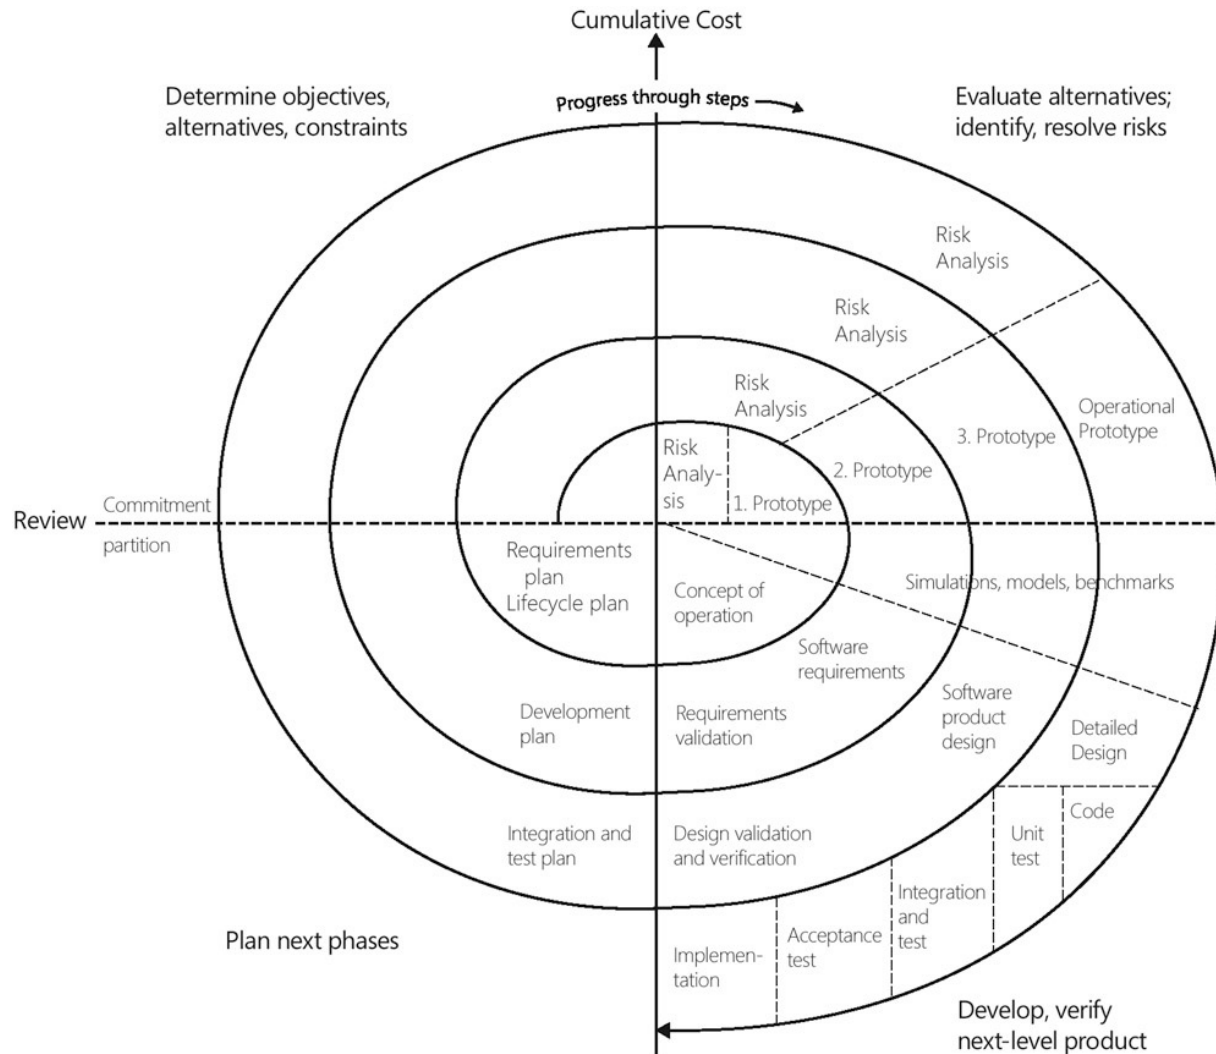 Cumulative Cost
Determine objectives,
alternatives, constraints
Progress through steps
Evaluate alternatives;
identify, resolve risks
Risk
Analysis
Risk
Analysis
Risk
Analysis
Risk
Analy-
sis
1. Prototype
2. Prototype
3. Prototype
Operational
Prototype
Review
Commitment
partition
Requirements
plan
Lifecycle plan
Concept of
operation
Simulations, models, benchmarks
Software
requirements
Development
plan
Requirements
validation
Software
product
design
Detailed
Design
Code
Unit
test
Integration and
test plan
Design validation
and verification
Integration
and
test
Acceptance
test
Implemen-
tation
Plan next phases
Develop, verify
next-level product